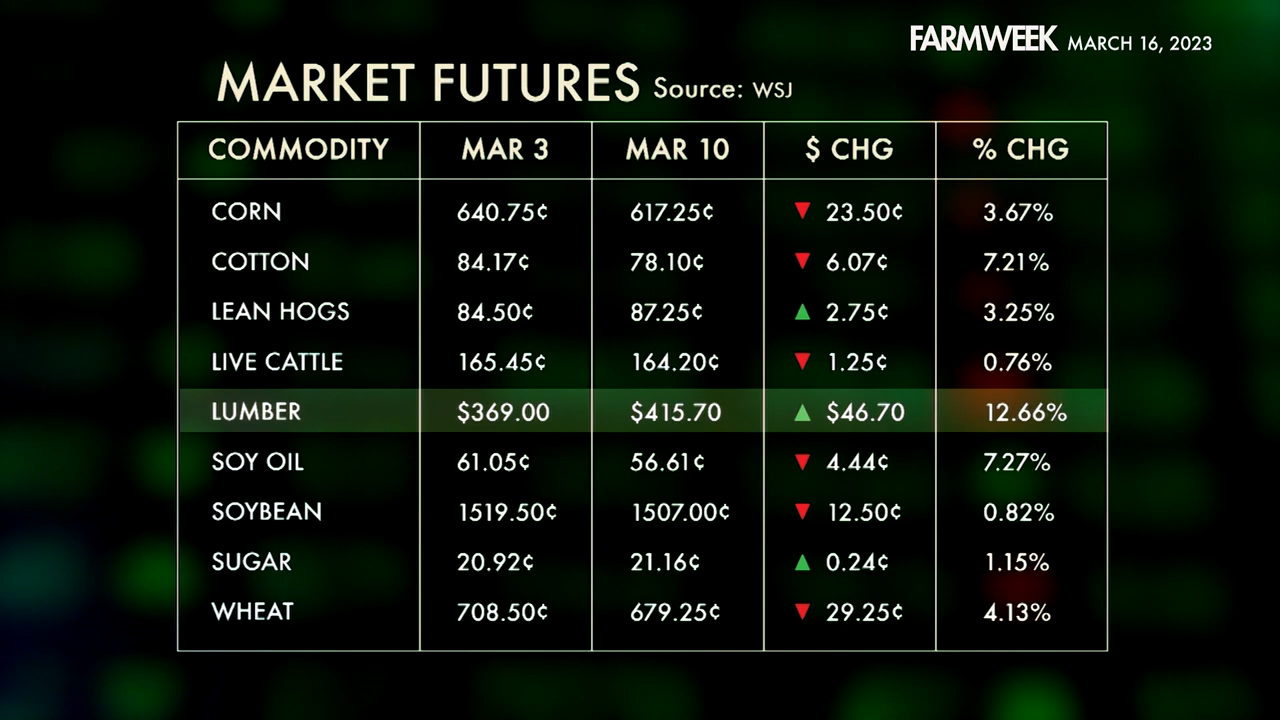 FARMWEEK MARCH 16, 2023
MARKET FUTURES Source: WSJ
COMMODITY MAR 3 MAR 10 $ CHG % CHG
CORN 640.75¢ 617.25¢ ▼ 23.50¢ 3.67%
COTTON 84.17¢ 78.10¢ ▼ 6.07¢ 7.21%
LEAN HOGS 84.50¢ 87.25¢ ▲ 2.75¢ 3.25%
LIVE CATTLE 165.45¢ 164.20¢ ▼ 1.25¢ 0.76%
LUMBER $369.00 $415.70 ▲ $46.70 12.66%
SOY OIL 61.05¢ 56.61¢ ▼ 4.44¢ 7.27%
SOYBEAN 1519.50¢ 1507.00¢ ▼ 12.50¢ 0.82%
SUGAR 20.92¢ 21.16¢ ▲ 0.24¢ 1.15%
WHEAT 708.50¢ 679.25¢ ▼ 29.25¢ 4.13%